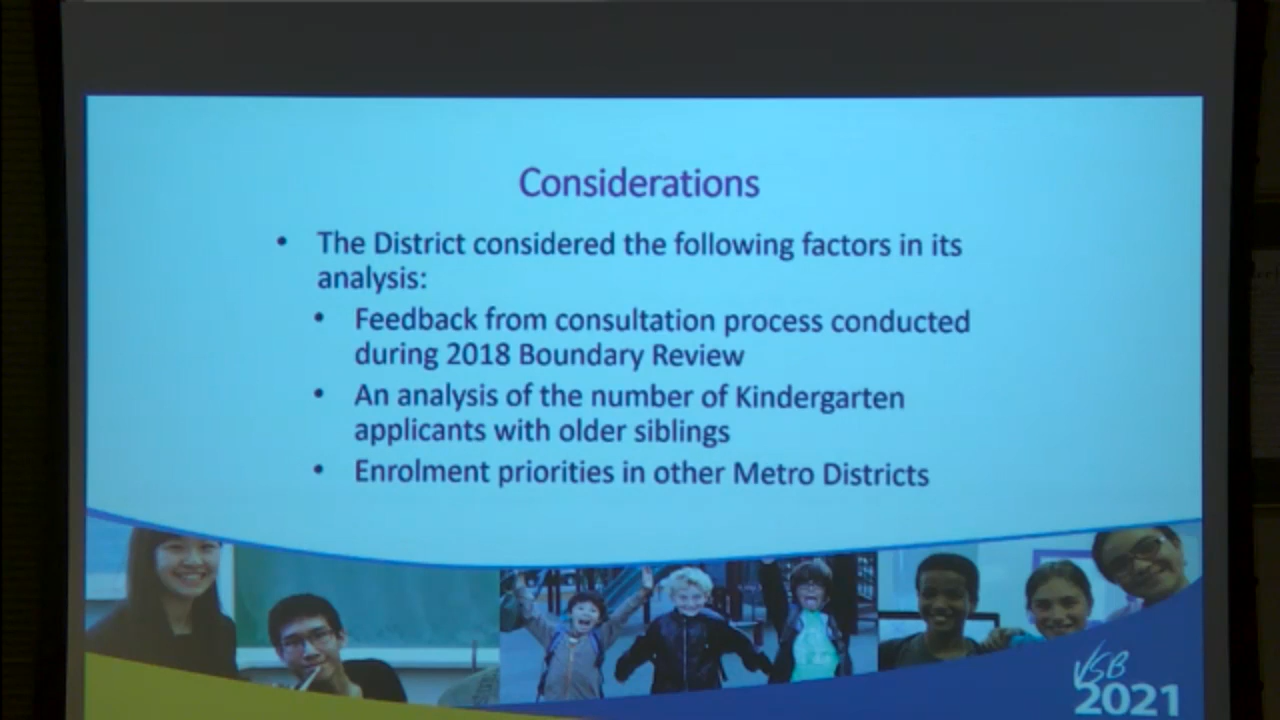 Considerations
• The District considered the following factors in its
analysis:
• Feedback from consultation process conducted
during 2018 Boundary Review
• An analysis of the number of Kindergarten
applicants with older siblings
• Enrolment priorities in other Metro Districts
VSB
2021